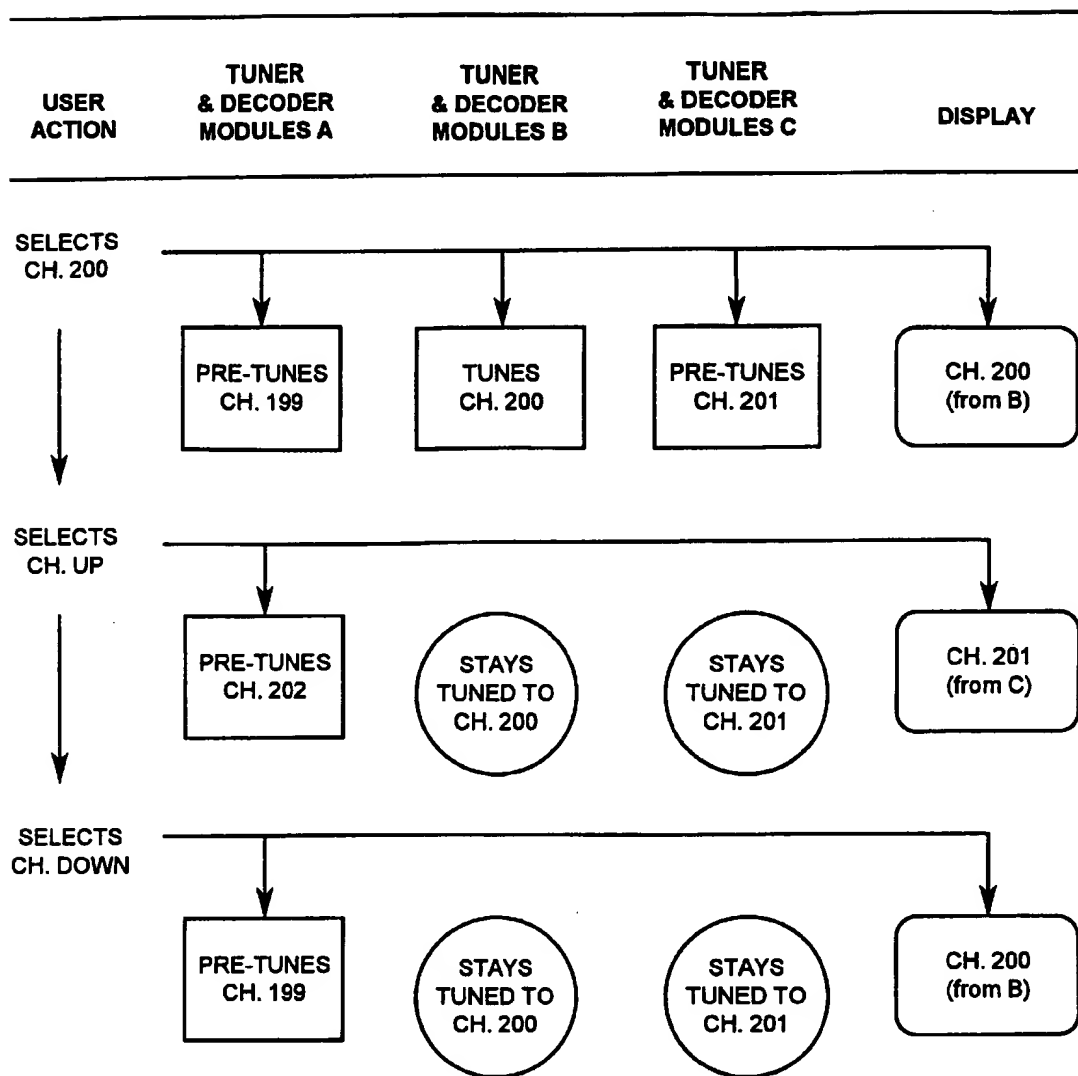 USER
ACTION
TUNER
& DECODER
MODULES A
TUNER
& DECODER
MODULES B
TUNER
& DECODER
MODULES C
DISPLAY
SELECTS
CH. 200
PRE-TUNES
CH. 199
TUNES
CH. 200
PRE-TUNES
CH. 201
CH. 200
(from B)
SELECTS
CH. UP
PRE-TUNES
CH. 202
STAYS
TUNED TO
CH. 200
STAYS
TUNED TO
CH. 201
CH. 201
(from C)
SELECTS
CH. DOWN
PRE-TUNES
CH. 199
STAYS
TUNED TO
CH. 200
STAYS
TUNED TO
CH. 201
CH. 200
(from B)